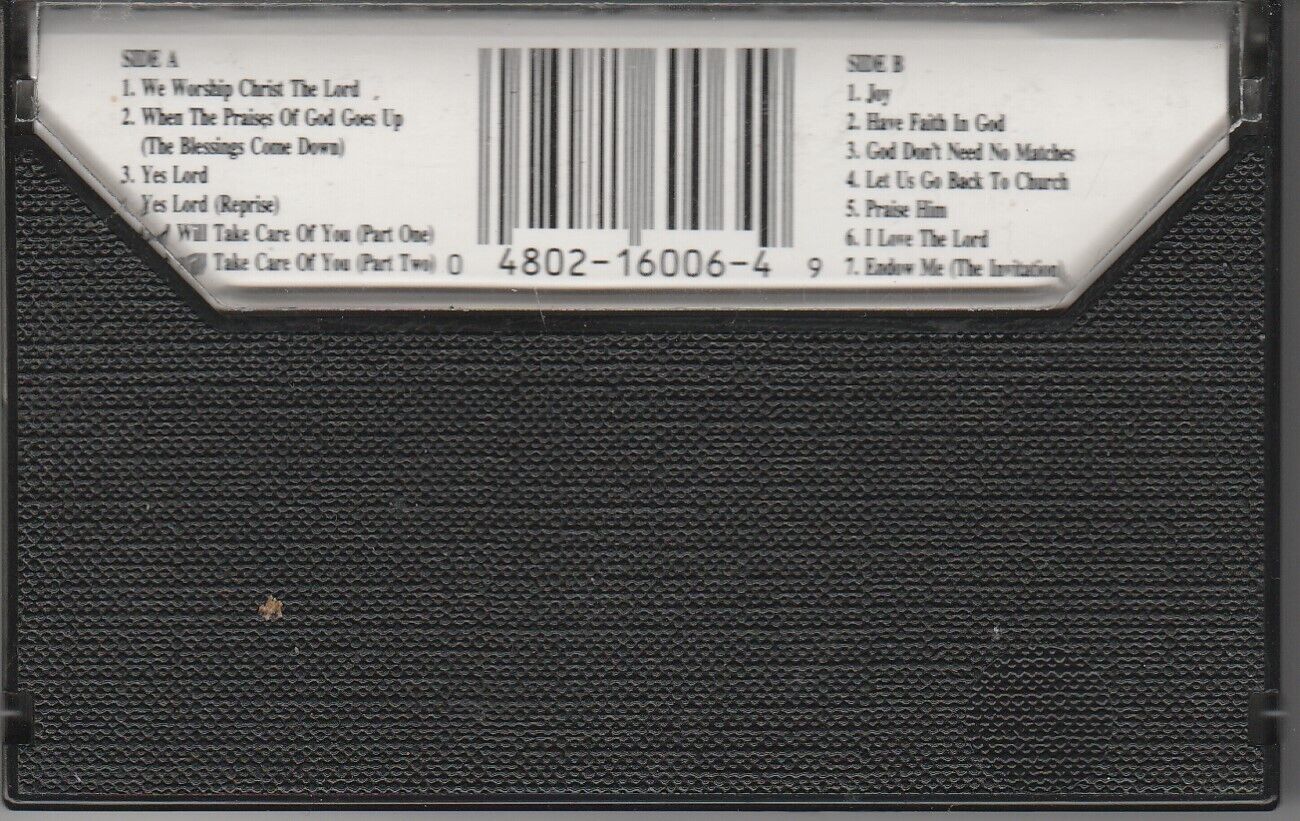 SIDE A
1. We Worship Christ The Lord
2. When The Praises Of God Goes Up
(The Blessings Come Down)
3. Yes Lord
Yes Lord (Reprise)
Will Take Care Of You (Part One)
Take Care Of You (Part Two)
0 4802-16006-4 9
SIDE B
1. Joy
2. Have Faith In God
3. God Don't Need No Matches
4. Let Us Go Back To Church
5. Praise Him
6. I Love The Lord
7. Endow Me (The Invitation)